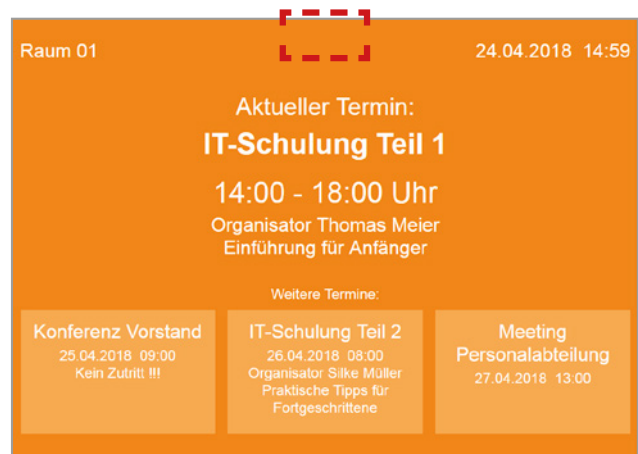 Raum 01
24.04.2018 14:59
Aktueller Termin:
IT-Schulung Teil 1
14:00 - 18:00 Uhr
Organisator Thomas Meier
Einführung für Anfänger
Weitere Termine:
Konferenz Vorstand
25.04.2018 09:00
Kein Zutritt !!!
IT-Schulung Teil 2
26.04.2018 08:00
Organisator Silke Müller
Praktische Tipps für
Fortgeschrittene
Meeting
Personalabteilung
27.04.2018 13:00